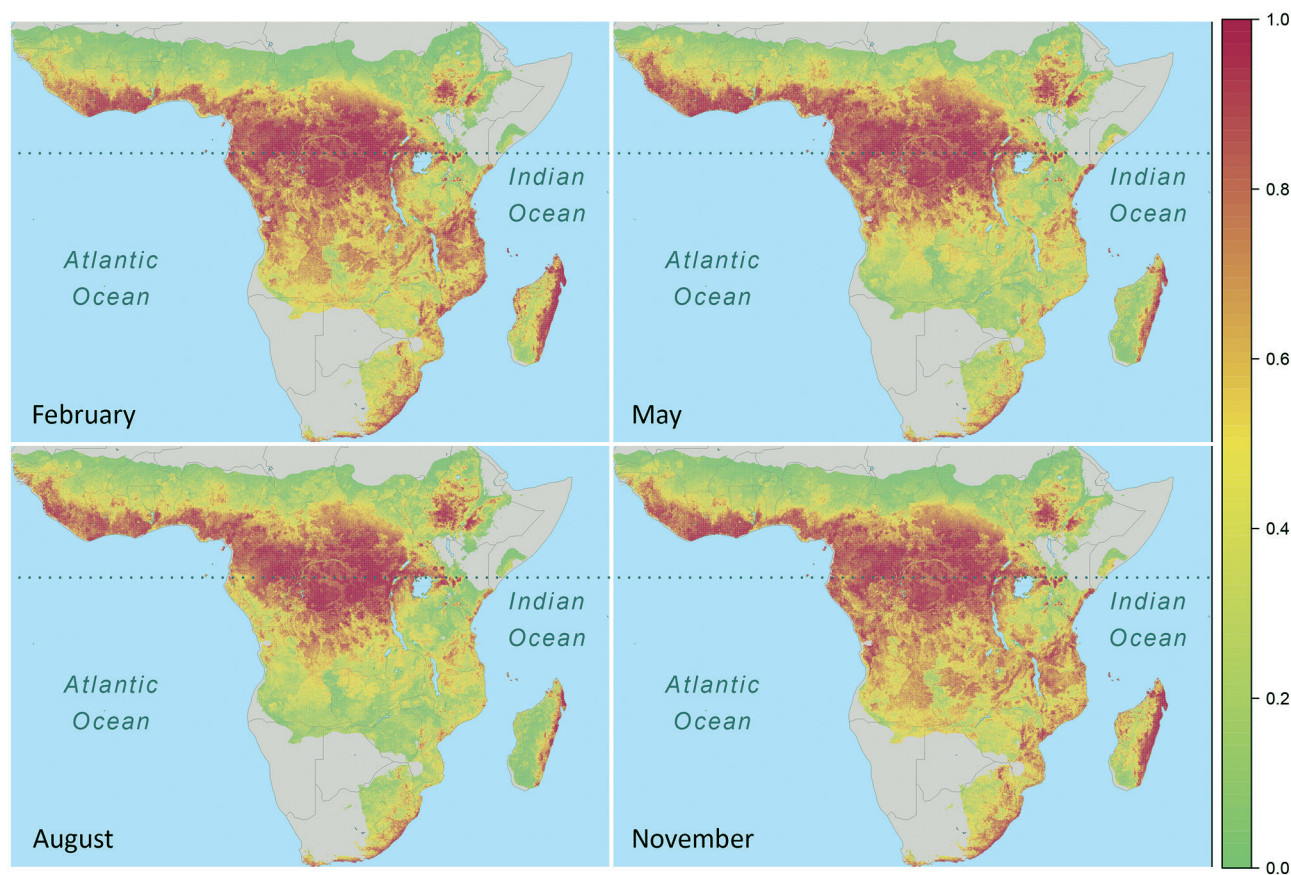 Atlantic
Ocean
Indian
Ocean
February
Atlantic
Ocean
Indian
Ocean
May
Atlantic
Ocean
Indian
Ocean
August
Atlantic
Ocean
Indian
Ocean
November
1.0
0.8
0.6
0.4
0.2
0.0